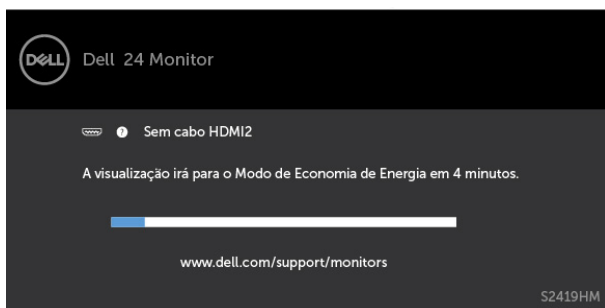 DELL
Dell 24 Monitor
? Sem cabo HDMI2
A visualização irá para o Modo de Economia de Energia em 4 minutos.
www.dell.com/support/monitors
S2419HM